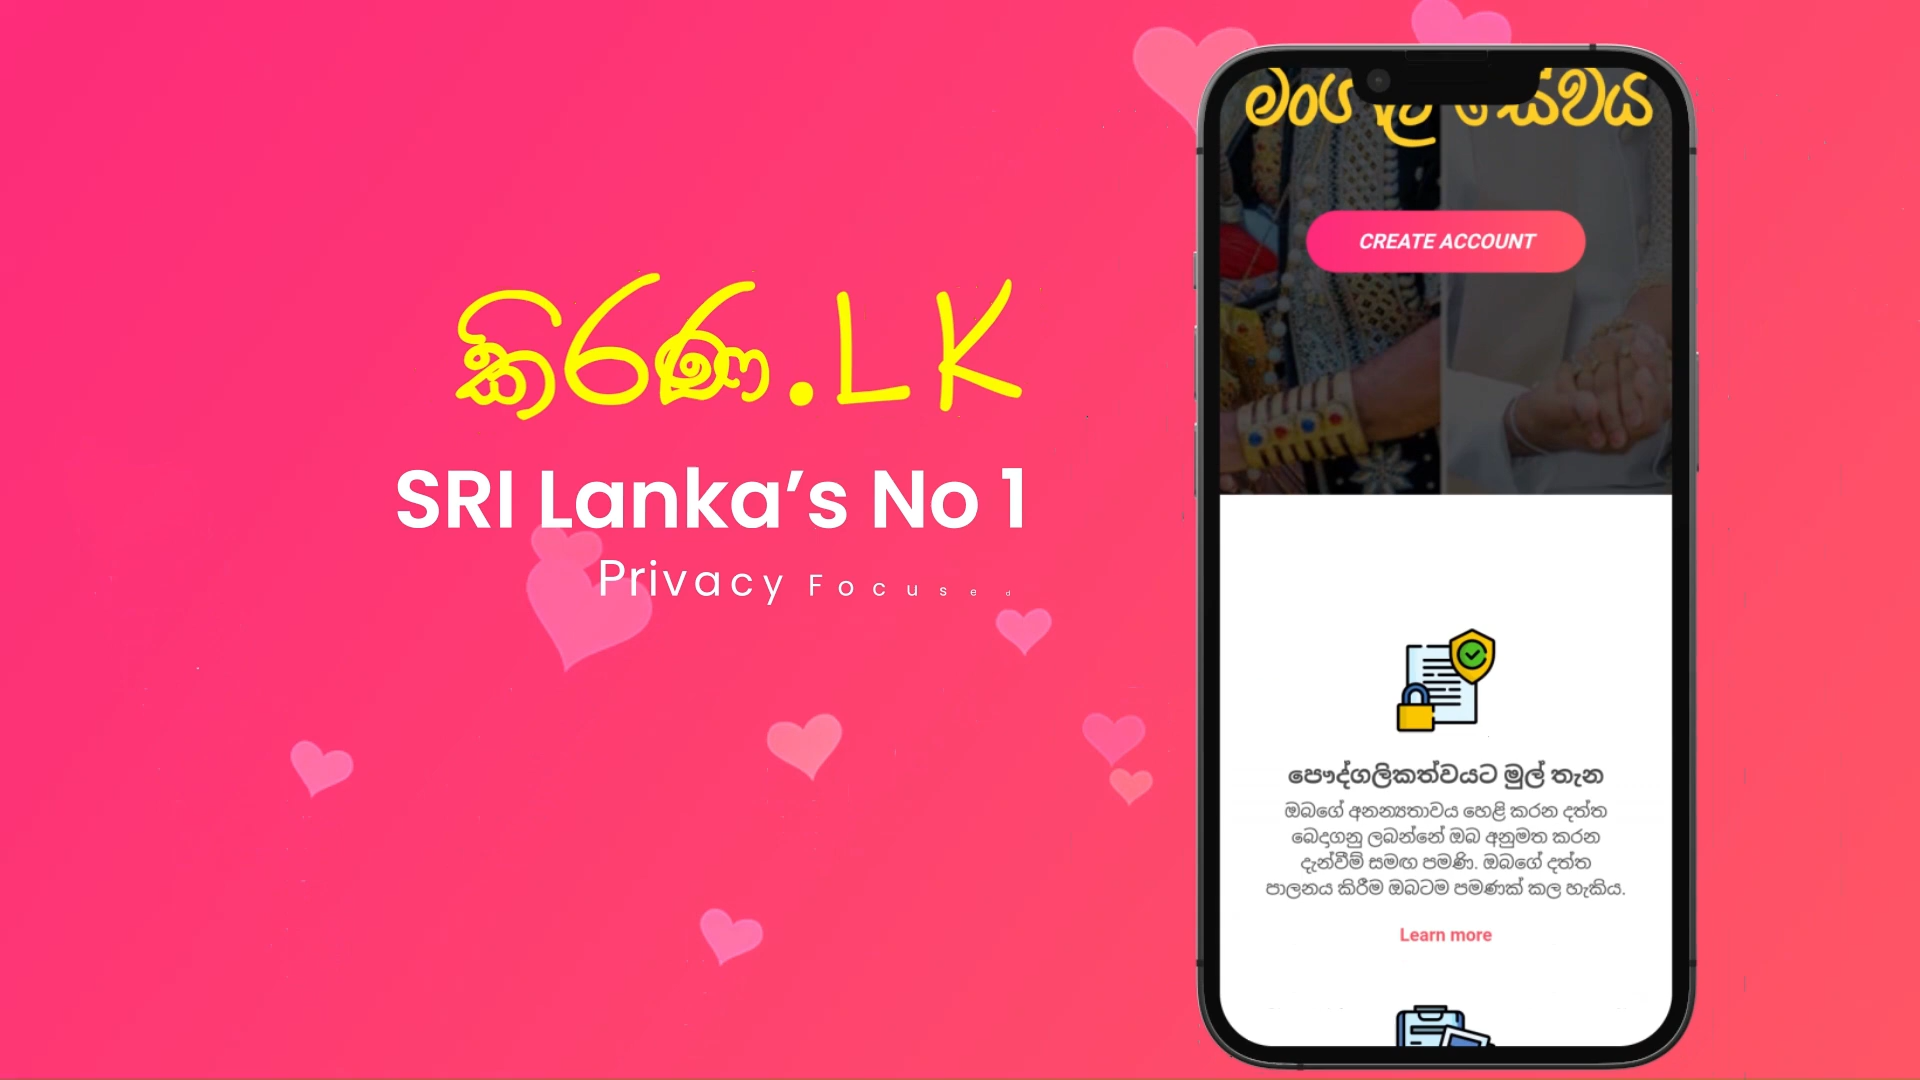 කිරණ.LK
SRI Lanka’s No 1
Privacy Focused
සේවය
CREATE ACCOUNT
පෞද්ගලිකත්වයට මුල් තැන
ඔබගේ අනන්‍යතාවය හෙළි කරන දත්ත
බෙදාගනු ලබන්නේ ඔබ අනුමත කරන
දැන්වීම් සමඟ පමණි. ඔබගේ දත්ත
පාලනය කිරීම ඔබටම පමණක් කල හැකිය.
Learn more